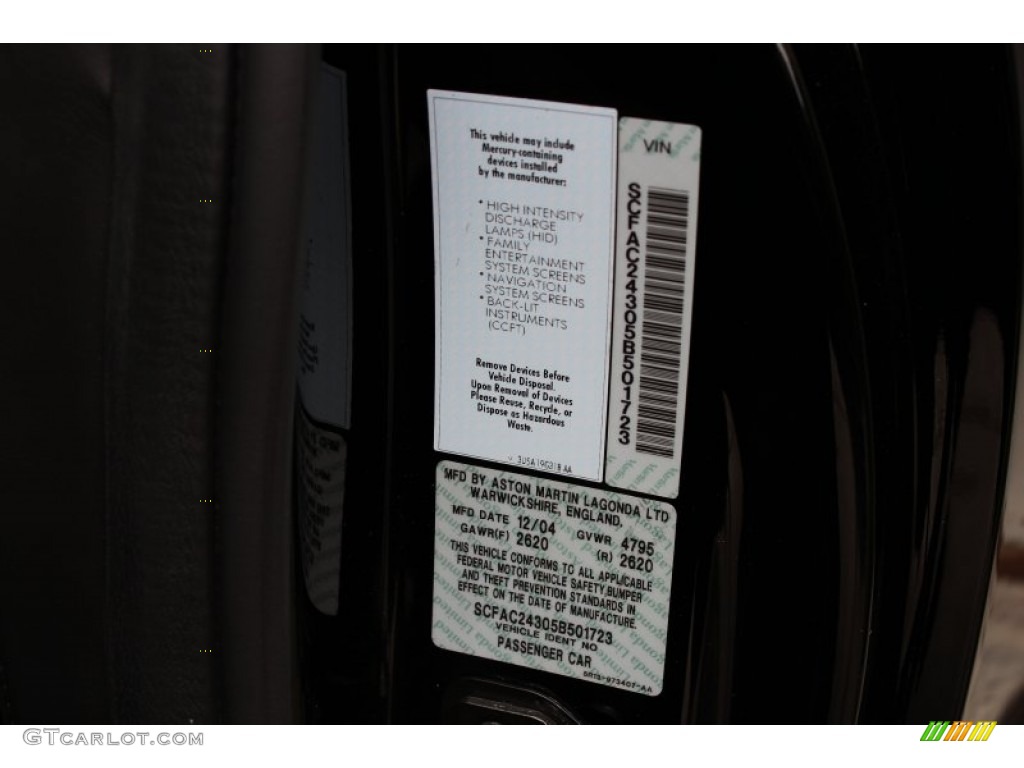 This vehicle may include
Mercury-containing
devices installed
by the manufacturer:
• HIGH INTENSITY
DISCHARGE
LAMPS (HID)
• FAMILY
ENTERTAINMENT
SYSTEM SCREENS
• NAVIGATION
SYSTEM SCREENS
• BACK-LIT
INSTRUMENTS
(CCFT)
Remove Devices Before
Vehicle Disposal.
Upon Removal of Devices
Please Reuse, Recycle, or
Dispose as Hazardous
Waste.
VIN
SCFAC24305B501723
MFD BY ASTON MARTIN LAGONDA LTD
WARWICKSHIRE, ENGLAND.
MFD DATE 12/04 GVWR 4795
GAWR(F) 2620 (R) 2620
THIS VEHICLE CONFORMS TO ALL APPLICABLE
FEDERAL MOTOR VEHICLE SAFETY,BUMPER
AND THEFT PREVENTION STANDARDS IN
EFFECT ON THE DATE OF MANUFACTURE.
SCFAC24305B501723
VEHICLE IDENT NO.
PASSENGER CAR
GTCARLOT.COM